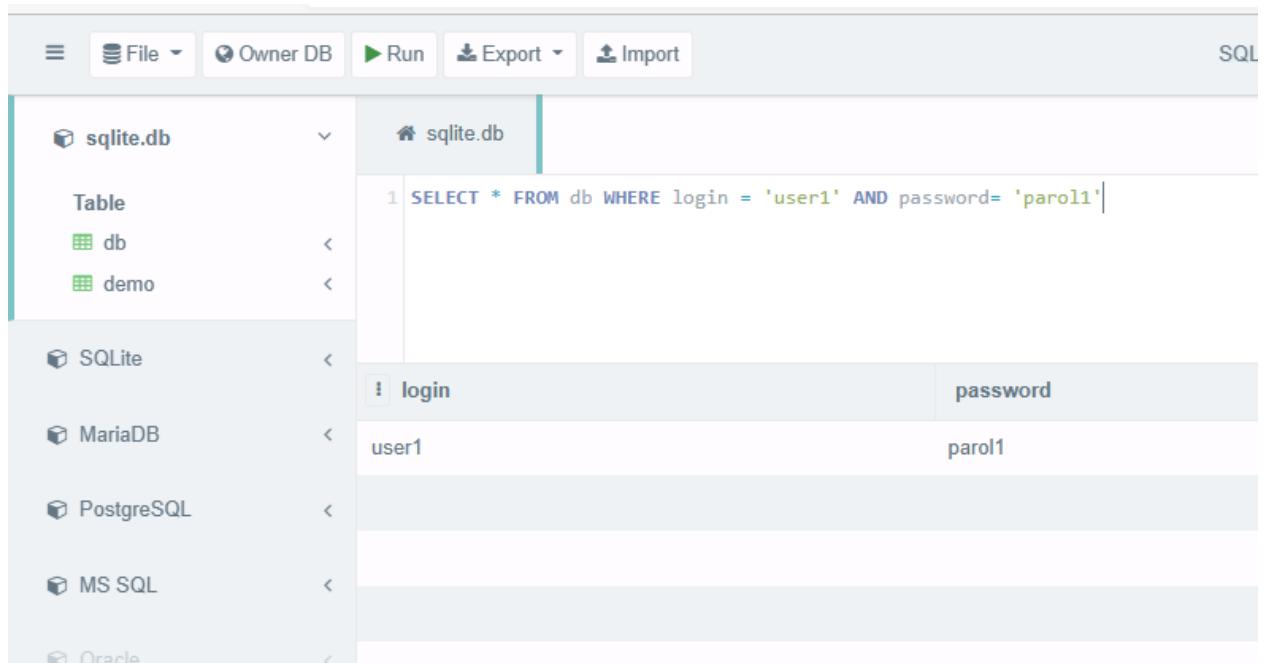 File Owner DB Run Export Import SQL
sqlite.db
Table
db
demo
SQLite
MariaDB
PostgreSQL
MS SQL
Oracle
sqlite.db
1 SELECT * FROM db WHERE login = 'user1' AND password= 'parol1'
login password
user1 parol1